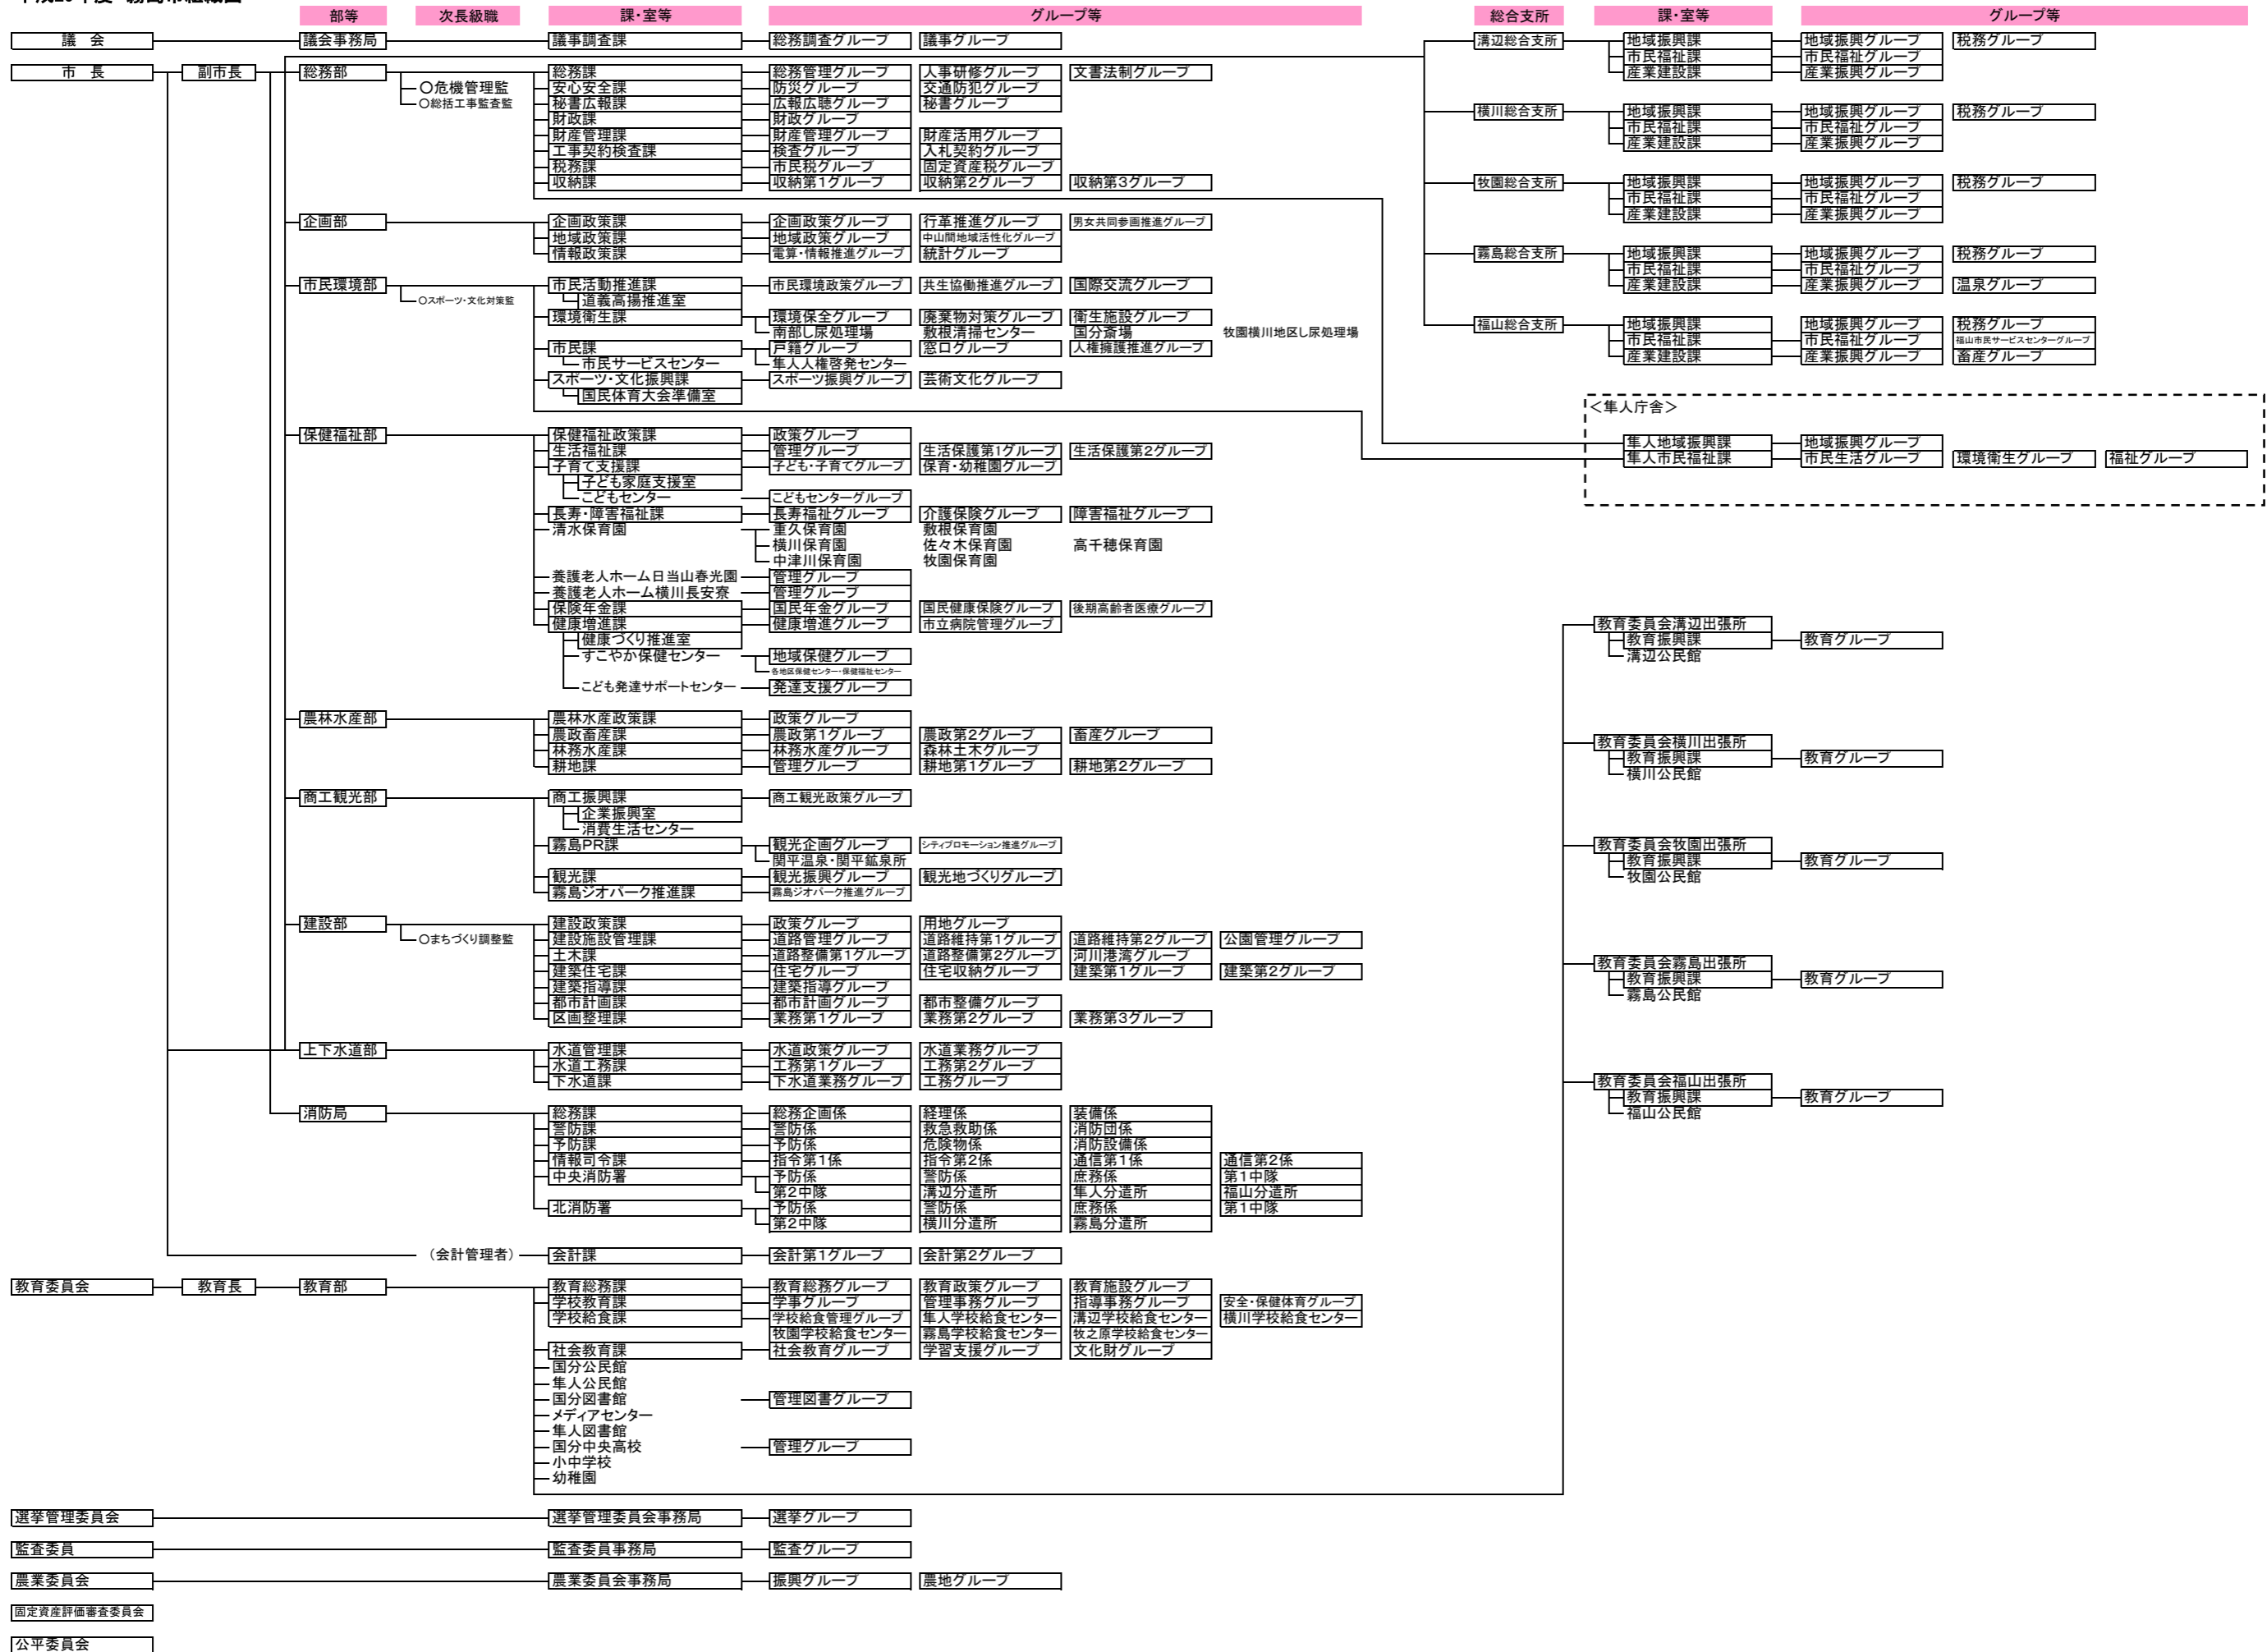 部等 次長級職 課・室等 グループ等 総合支所 課・室等 グループ等
議　会 議会事務局 議事調査課 総務調査グループ 議事グループ
市　長 副市長 総務部 総務課 総務管理グループ 人事研修グループ 文書法制グループ
○危機管理監 安心安全課 防災グループ 交通防犯グループ
○総括工事監査監 秘書広報課 広報広聴グループ 秘書グループ
財政課 財政グループ
財産管理課 財産管理グループ 財産活用グループ
工事契約検査課 検査グループ 入札契約グループ
税務課 市民税グループ 固定資産税グループ
収納課 収納第1グループ 収納第2グループ 収納第3グループ
企画部 企画政策課 企画政策グループ 行革推進グループ 男女共同参画推進グループ
地域政策課 地域政策グループ 中山間地域活性化グループ
情報政策課 電算・情報推進グループ 統計グループ
市民環境部 市民活動推進課 市民環境政策グループ 共生協働推進グループ 国際交流グループ
○スポーツ・文化対策監 道義高揚推進室
環境衛生課 環境保全グループ 廃棄物対策グループ 衛生施設グループ
南部し尿処理場 敷根清掃センター 国分斎場 牧園横川地区し尿処理場
市民課 戸籍グループ 窓口グループ 人権擁護推進グループ
市民サービスセンター 隼人人権啓発センター
スポーツ・文化振興課 スポーツ振興グループ 芸術文化グループ
国民体育大会準備室
保健福祉部 保健福祉政策課 政策グループ
生活福祉課 管理グループ 生活保護第1グループ 生活保護第2グループ
子育て支援課 子ども・子育てグループ 保育・幼稚園グループ
子ども家庭支援室
こどもセンター こどもセンターグループ
長寿・障害福祉課 長寿福祉グループ 介護保険グループ 障害福祉グループ
清水保育園 重久保育園 敷根保育園
横川保育園 佐々木保育園 高千穂保育園
中津川保育園 牧園保育園
養護老人ホーム日当山春光園 管理グループ
養護老人ホーム横川長安寮 管理グループ
保険年金課 国民年金グループ 国民健康保険グループ 後期高齢者医療グループ
健康増進課 健康増進グループ 市立病院管理グループ
健康づくり推進室
すこやか保健センター 地域保健グループ
各地区保健センター・保健福祉センター
こども発達サポートセンター 発達支援グループ
農林水産部 農林水産政策課 政策グループ
農政畜産課 農政第1グループ 農政第2グループ 畜産グループ
林務水産課 林務水産グループ 森林土木グループ
耕地課 管理グループ 耕地第1グループ 耕地第2グループ
商工観光部 商工振興課 商工観光政策グループ
企業振興室
消費生活センター
霧島PR課 観光企画グループ シティプロモーション推進グループ
関平温泉・関平鉱泉所
観光課 観光振興グループ 観光地づくりグループ
霧島ジオパーク推進課 霧島ジオパーク推進グループ
建設部 建設政策課 政策グループ 用地グループ
○まちづくり調整監 建設施設管理課 道路管理グループ 道路維持第1グループ 道路維持第2グループ 公園管理グループ
土木課 道路整備第1グループ 道路整備第2グループ 河川港湾グループ
建築住宅課 住宅グループ 住宅収納グループ 建築第1グループ 建築第2グループ
建築指導課 建築指導グループ
都市計画課 都市計画グループ 都市整備グループ
区画整理課 業務第1グループ 業務第2グループ 業務第3グループ
上下水道部 水道管理課 水道政策グループ 水道業務グループ
水道工務課 工務第1グループ 工務第2グループ
下水道課 下水道業務グループ 工務グループ
消防局 総務課 総務企画係 経理係 装備係
警防課 警防係 救急救助係 消防団係
予防課 予防係 危険物係 消防設備係
情報司令課 指令第1係 指令第2係 通信第1係 通信第2係
中央消防署 予防係 警防係 庶務係 第1中隊
第2中隊 溝辺分遣所 隼人分遣所 福山分遣所
北消防署 予防係 警防係 庶務係 第1中隊
第2中隊 横川分遣所 霧島分遣所
（会計管理者） 会計課 会計第1グループ 会計第2グループ
教育委員会 教育長 教育部 教育総務課 教育総務グループ 教育政策グループ 教育施設グループ
学校教育課 学事グループ 管理事務グループ 指導事務グループ 安全・保健体育グループ
学校給食課 学校給食管理グループ 隼人学校給食センター 溝辺学校給食センター 横川学校給食センター
牧園学校給食センター 霧島学校給食センター 牧之原学校給食センター
社会教育課 社会教育グループ 学習支援グループ 文化財グループ
国分公民館
隼人公民館
国分図書館 管理図書グループ
メディアセンター
隼人図書館
国分中央高校 管理グループ
小中学校
幼稚園
選挙管理委員会 選挙管理委員会事務局 選挙グループ
監査委員 監査委員事務局 監査グループ
農業委員会 農業委員会事務局 振興グループ 農地グループ
固定資産評価審査委員会
公平委員会
溝辺総合支所 地域振興課 地域振興グループ 税務グループ
市民福祉課 市民福祉グループ
産業建設課 産業振興グループ
横川総合支所 地域振興課 地域振興グループ 税務グループ
市民福祉課 市民福祉グループ
産業建設課 産業振興グループ
牧園総合支所 地域振興課 地域振興グループ 税務グループ
市民福祉課 市民福祉グループ
産業建設課 産業振興グループ
霧島総合支所 地域振興課 地域振興グループ 税務グループ
市民福祉課 市民福祉グループ
産業建設課 産業振興グループ 温泉グループ
福山総合支所 地域振興課 地域振興グループ 税務グループ
市民福祉課 市民福祉グループ 福山市民サービスセンターグループ
産業建設課 産業振興グループ 畜産グループ
＜隼人庁舎＞
隼人地域振興課 地域振興グループ
隼人市民福祉課 市民生活グループ 環境衛生グループ 福祉グループ
教育委員会溝辺出張所
教育振興課 教育グループ
溝辺公民館
教育委員会横川出張所
教育振興課 教育グループ
横川公民館
教育委員会牧園出張所
教育振興課 教育グループ
牧園公民館
教育委員会霧島出張所
教育振興課 教育グループ
霧島公民館
教育委員会福山出張所
教育振興課 教育グループ
福山公民館